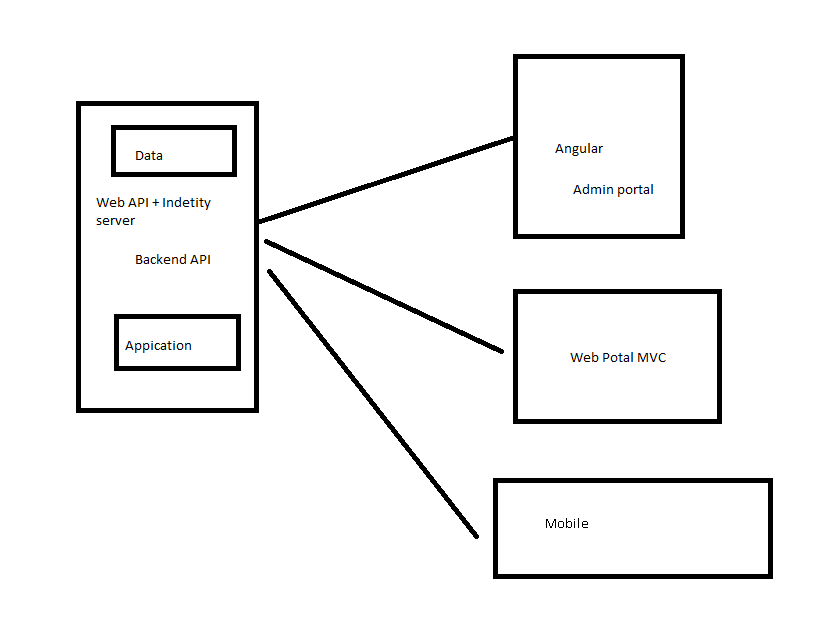 Data
Web API + Indetity
server
Backend API
Appication
Angular
Admin portal
Web Potal MVC
Mobile